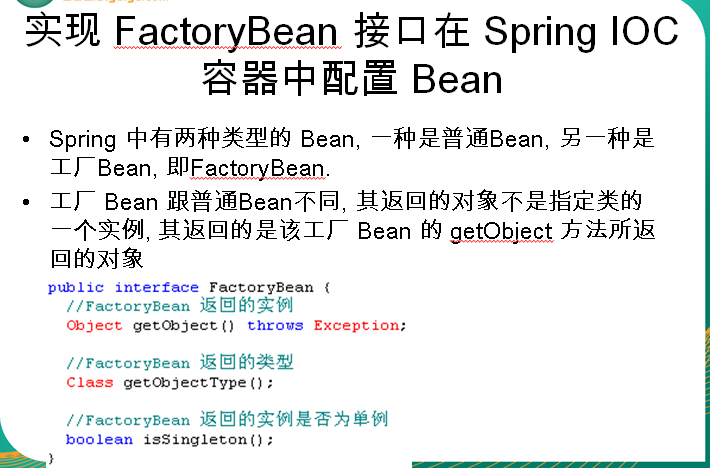 实现 FactoryBean 接口在 Spring IOC
容器中配置 Bean
• Spring 中有两种类型的 Bean, 一种是普通Bean, 另一种是
工厂Bean, 即FactoryBean.
• 工厂 Bean 跟普通Bean不同, 其返回的对象不是指定类的
一个实例, 其返回的是该工厂 Bean 的 getObject 方法所返
回的对象
public interface FactoryBean {
//FactoryBean 返回的实例
Object getObject() throws Exception;
//FactoryBean 返回的类型
Class getObjectType();
//FactoryBean 返回的实例是否为单例
boolean isSingleton();
}